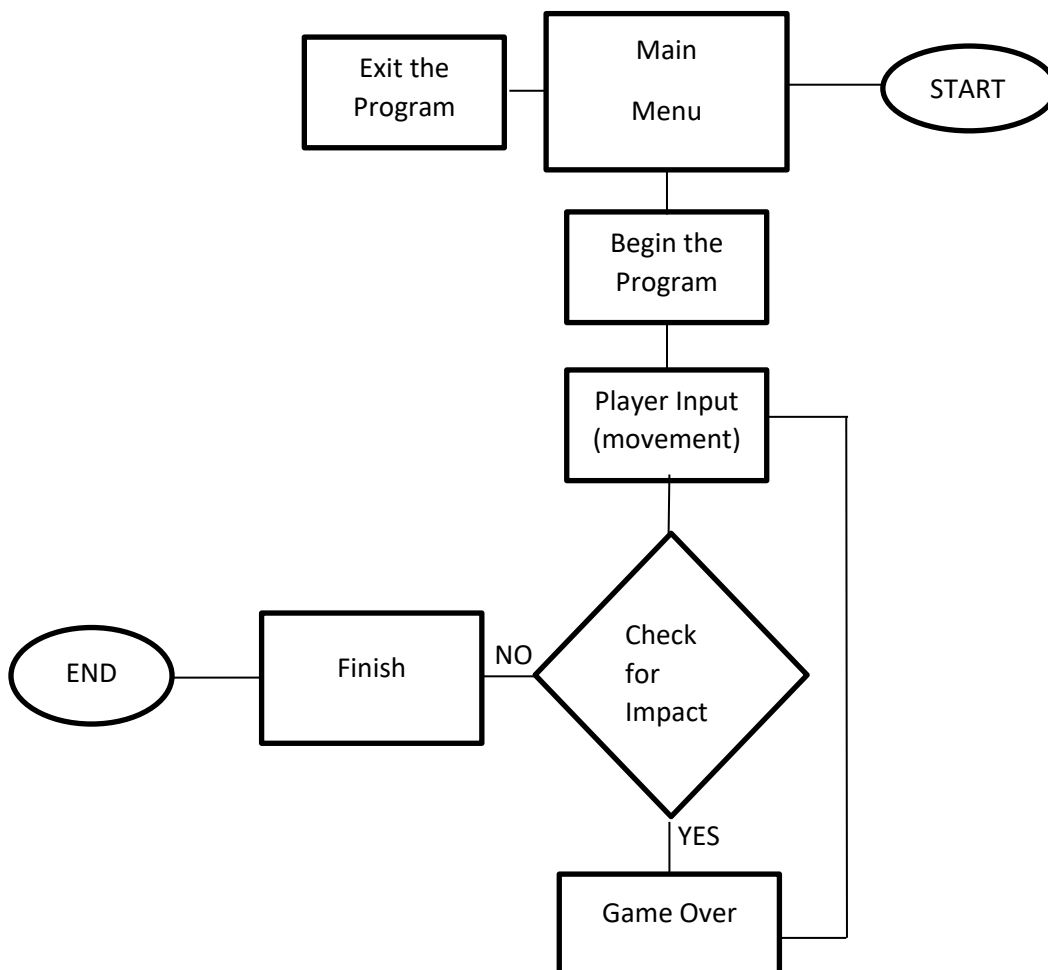 Exit the
Program
Main
Menu
START
Begin the
Program
Player Input
(movement)
Check
for
Impact
NO
Finish
END
YES
Game Over